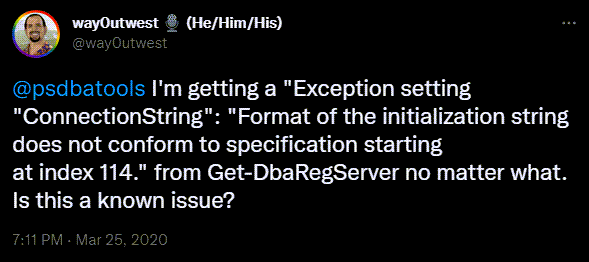 way0utwest 🎙️ (He/Him/His)
@way0utwest
@psdbatools I'm getting a "Exception setting
"ConnectionString": "Format of the initialization string
does not conform to specification starting
at index 114." from Get-DbaRegServer no matter what.
Is this a known issue?
7:11 PM · Mar 25, 2020